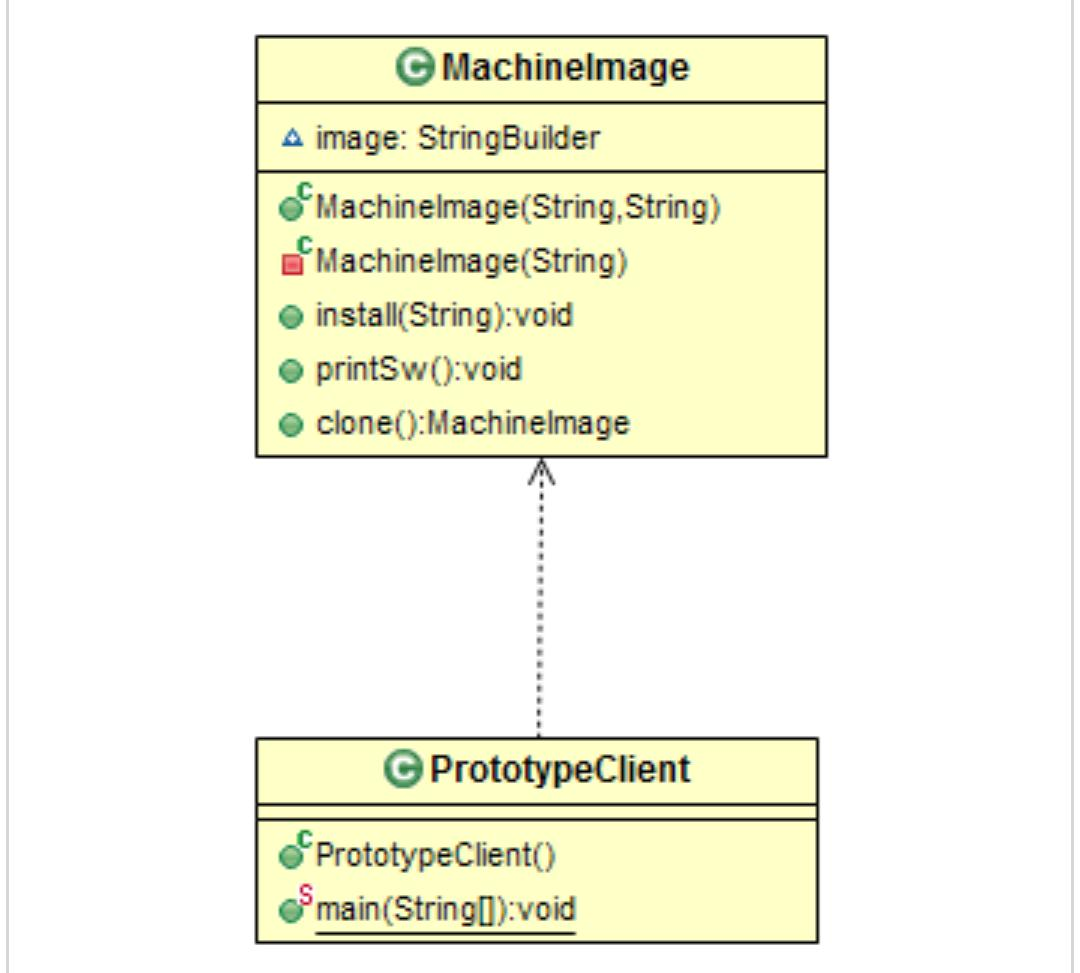 C MachineImage
image: StringBuilder
C MachineImage(String,String)
C MachineImage(String)
install(String):void
printSw():void
clone():MachineImage
C PrototypeClient
C PrototypeClient()
S main(String[]):void